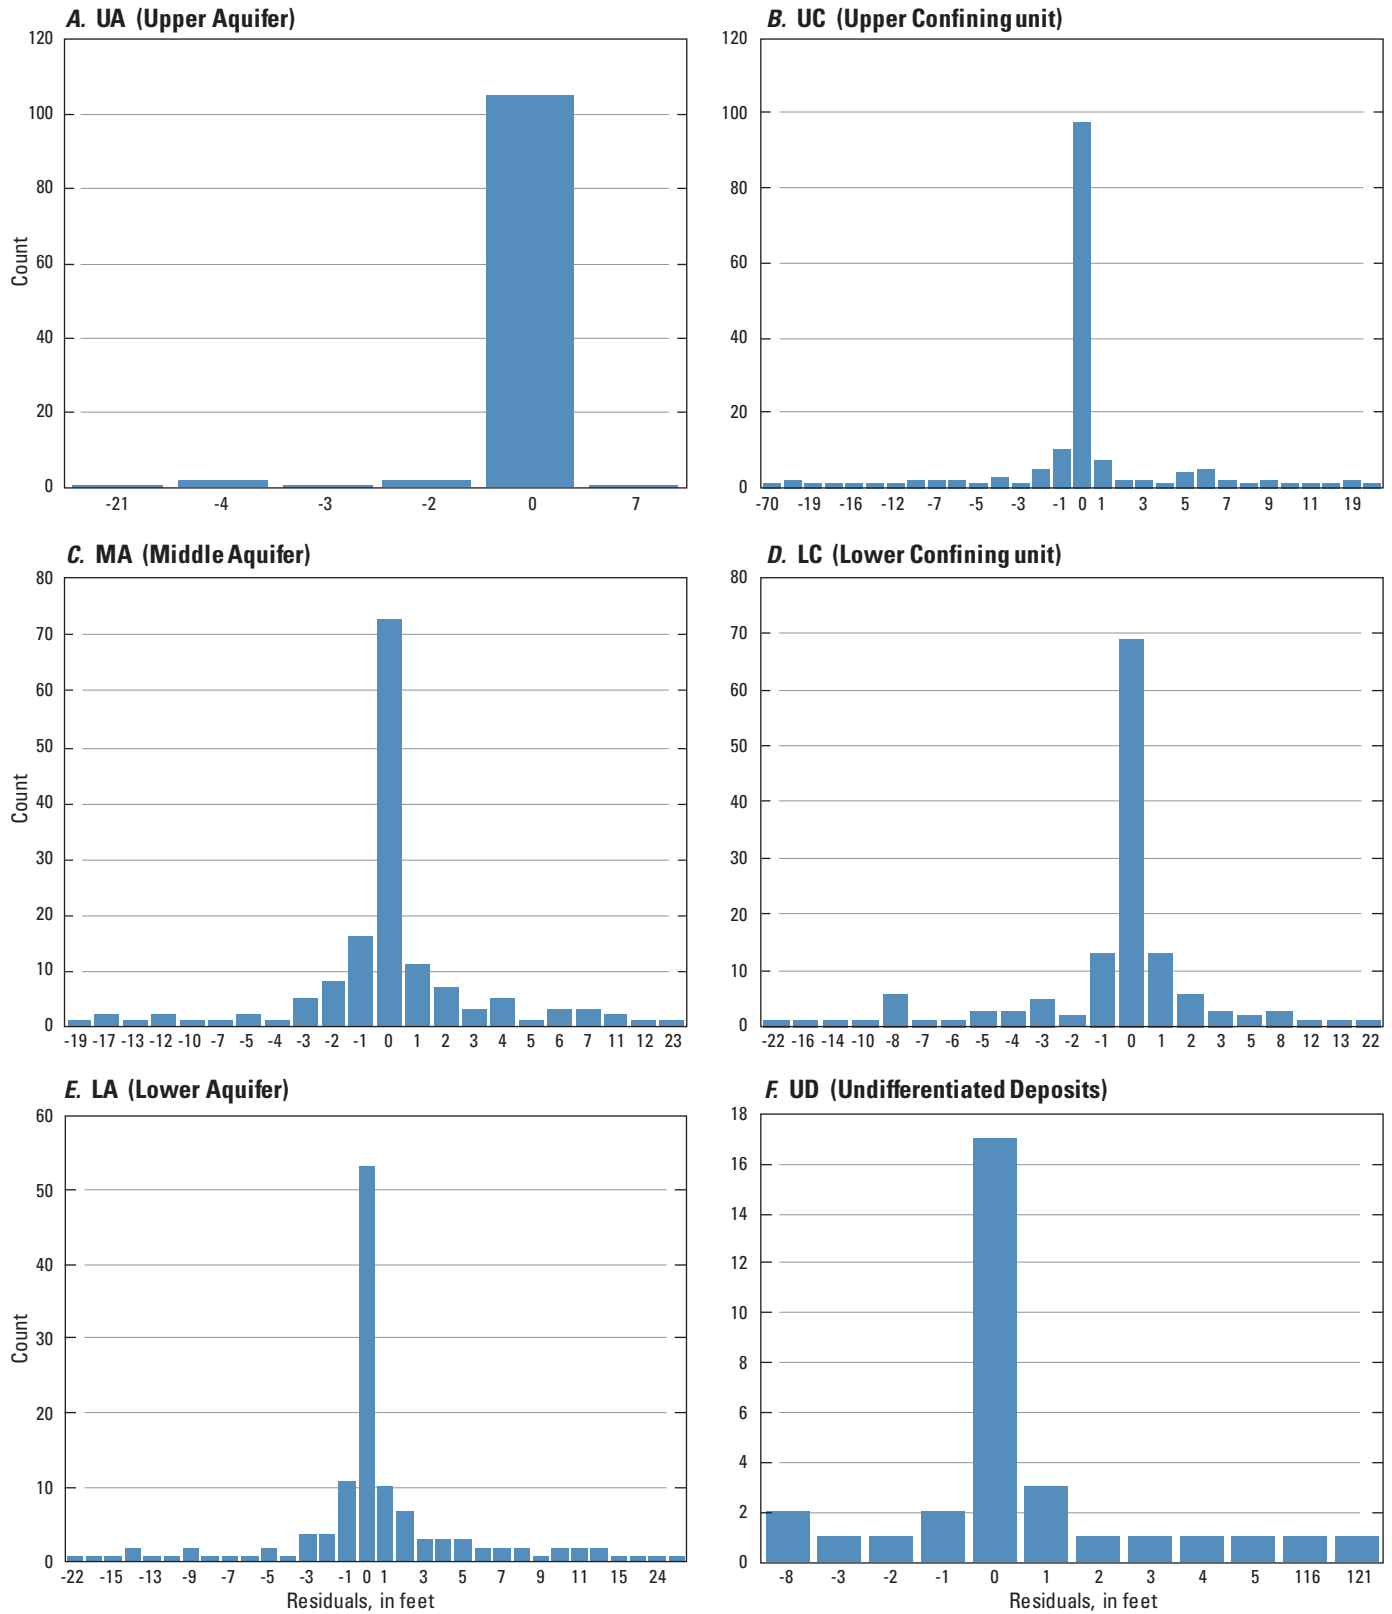 A. UA (Upper Aquifer)
120
100
80
60
40
20
0
Count
-21 -4 -3 -2 0 7
B. UC (Upper Confining unit)
120
100
80
60
40
20
0
-70 -19 -16 -12 -7 -5 -3 -1 0 1 3 5 7 9 11 19
C. MA (Middle Aquifer)
80
70
60
50
40
30
20
10
0
Count
-19 -17 -13 -12 -10 -7 -5 -4 -3 -2 -1 0 1 2 3 4 5 6 7 11 12 23
D. LC (Lower Confining unit)
80
70
60
50
40
30
20
10
0
-22 -16 -14 -10 -8 -7 -6 -5 -4 -3 -2 -1 0 1 2 3 5 8 12 13 22
E. LA (Lower Aquifer)
60
50
40
30
20
10
0
Count
-22 -15 -13 -9 -7 -5 -3 -1 0 1 3 5 7 9 11 15 24
Residuals, in feet
F. UD (Undifferentiated Deposits)
18
16
14
12
10
8
6
4
2
0
-8 -3 -2 -1 0 1 2 3 4 5 116 121
Residuals, in feet